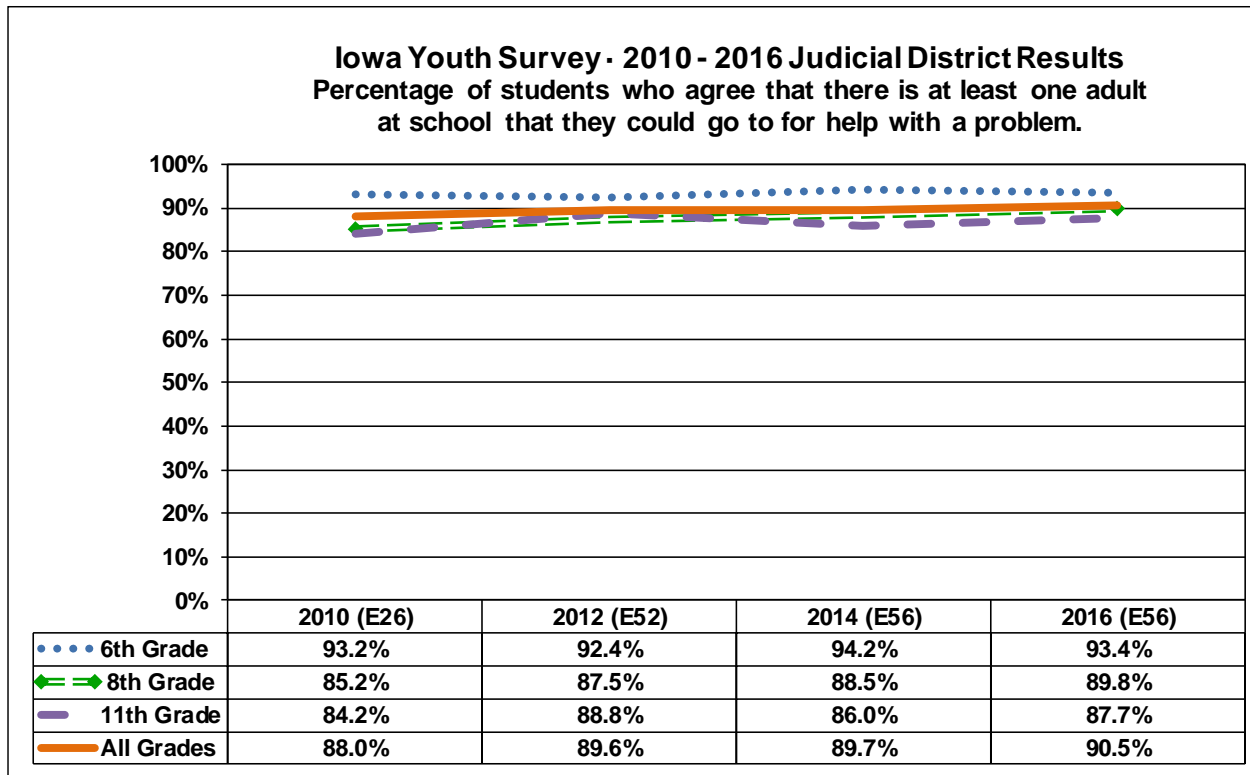 Iowa Youth Survey · 2010 - 2016 Judicial District Results
Percentage of students who agree that there is at least one adult
at school that they could go to for help with a problem.
100%
90%
80%
70%
60%
50%
40%
30%
20%
10%
0%
2010 (E26) 2012 (E52) 2014 (E56) 2016 (E56)
6th Grade 93.2% 92.4% 94.2% 93.4%
8th Grade 85.2% 87.5% 88.5% 89.8%
11th Grade 84.2% 88.8% 86.0% 87.7%
All Grades 88.0% 89.6% 89.7% 90.5%